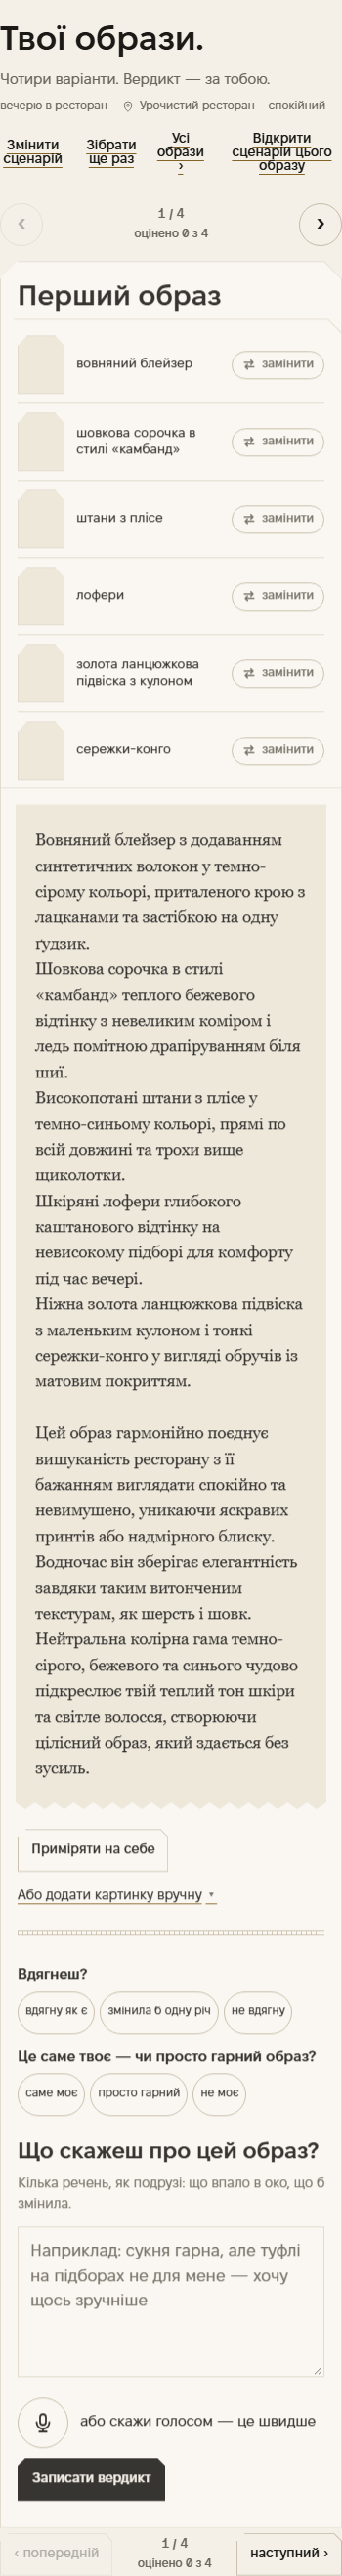 Твої образи.
Чотири варіанти. Вердикт — за тобою.
вечерю в ресторан Урочистий ресторан спокійний
Змінити
сценарій
Зібрати
ще раз
Усі
образи
›
Відкрити
сценарій цього
образу
‹
1 / 4
оцінено 0 з 4
›
Перший образ
вовняний блейзер
замінити
шовкова сорочка в
стилі «камбанд»
замінити
штани з плісе
замінити
лофери
замінити
золота ланцюжкова
підвіска з кулоном
замінити
сережки-конго
замінити
Вовняний блейзер з додаванням
синтетичних волокон у темно-
сірому кольорі, приталеного крою з
лацканами та застібкою на одну
ґудзик.
Шовкова сорочка в стилі
«камбанд» теплого бежевого
відтінку з невеликим коміром і
ледь помітною драпіруванням біля
шиї.
Високопотані штани з плісе у
темно-синьому кольорі, прямі по
всій довжині та трохи вище
щиколотки.
Шкіряні лофери глибокого
каштанового відтінку на
невисокому підборі для комфорту
під час вечері.
Ніжна золота ланцюжкова підвіска
з маленьким кулоном і тонкі
сережки-конго у вигляді обручів із
матовим покриттям.
Цей образ гармонійно поєднує
вишуканість ресторану з її
бажанням виглядати спокійно та
невимушено, уникаючи яскравих
принтів або надмірного блиску.
Водночас він зберігає елегантність
завдяки таким витонченим
текстурам, як шерсть і шовк.
Нейтральна колірна гама темно-
сірого, бежевого та синього чудово
підкреслює твій теплий тон шкіри
та світле волосся, створюючи
цілісний образ, який здається без
зусиль.
Приміряти на себе
Або додати картинку вручну
Вдягнеш?
вдягну як є
змінила б одну річ
не вдягну
Це саме твоє — чи просто гарний образ?
саме моє
просто гарний
не моє
Що скажеш про цей образ?
Кілька речень, як подрузі: що впало в око, що б
змінила.
Наприклад: сукня гарна, але туфлі
на підборах не для мене — хочу
щось зручніше
або скажи голосом — це швидше
Записати вердикт
‹ попередній
1 / 4
оцінено 0 з 4
наступний ›